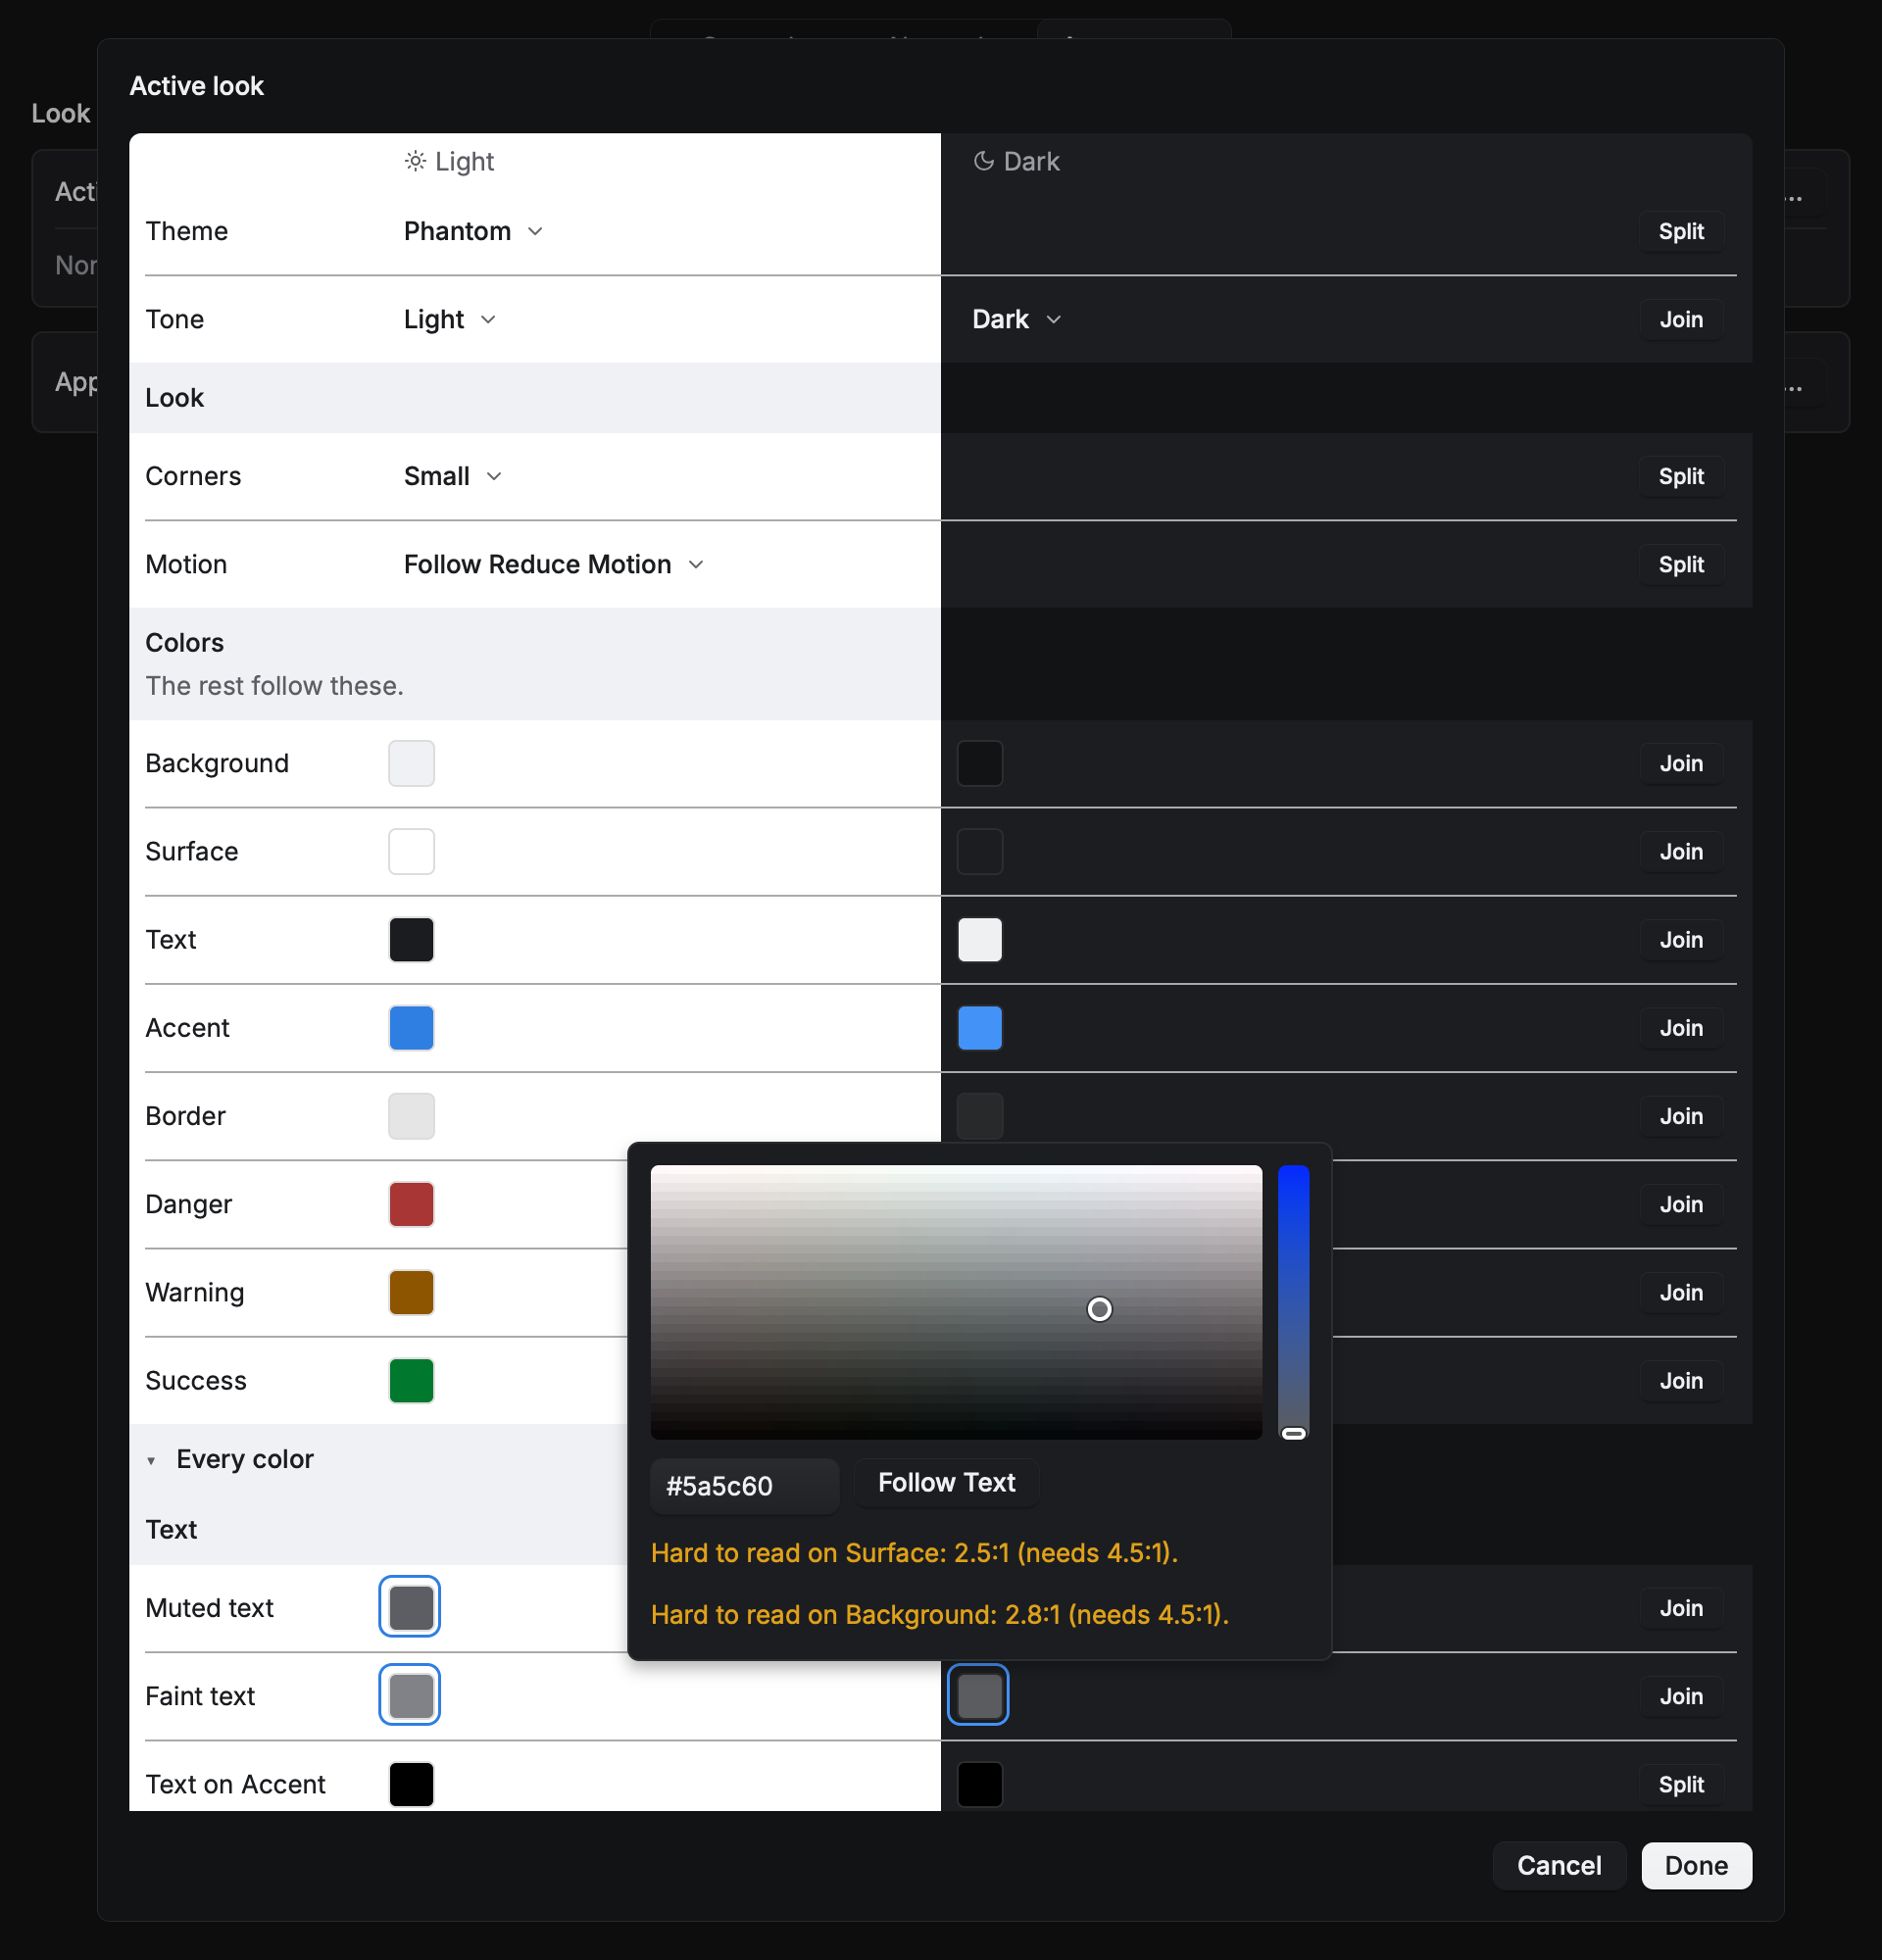 Active look
Look
Light
Dark
Theme
Phantom
Split
Tone
Light
Dark
Join
Look
Corners
Small
Split
Motion
Follow Reduce Motion
Split
Colors
The rest follow these.
Background
Join
Surface
Join
Text
Join
Accent
Join
Border
Join
Danger
Join
Warning
Join
Success
Join
Every color
#5a5c60
Follow Text
Text
Hard to read on Surface: 2.5:1 (needs 4.5:1).
Hard to read on Background: 2.8:1 (needs 4.5:1).
Muted text
Join
Faint text
Join
Text on Accent
Split
Cancel
Done